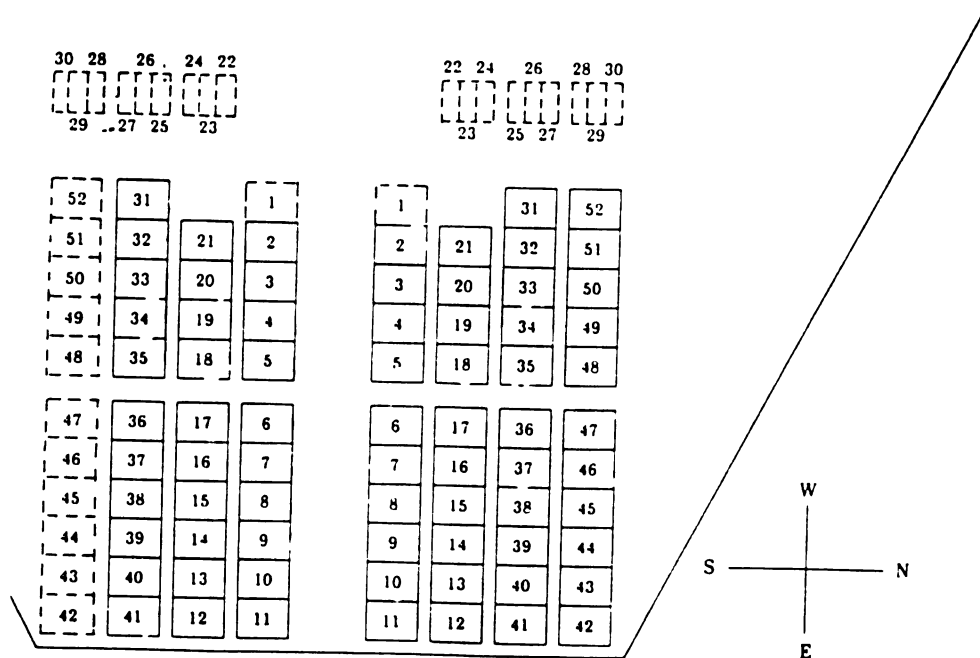 30 28 26 24 22 22 24 26 28 30
29 27 25 23 23 25 27 29
52 31 1 1 31 52
51 32 21 2 2 21 32 51
50 33 20 3 3 20 33 50
49 34 19 4 4 19 34 49
48 35 18 5 5 18 35 48
47 36 17 6 6 17 36 47
46 37 16 7 7 16 37 46
45 38 15 8 8 15 38 45
44 39 14 9 9 14 39 44
43 40 13 10 10 13 40 43
42 41 12 11 11 12 41 42
W
S N
E